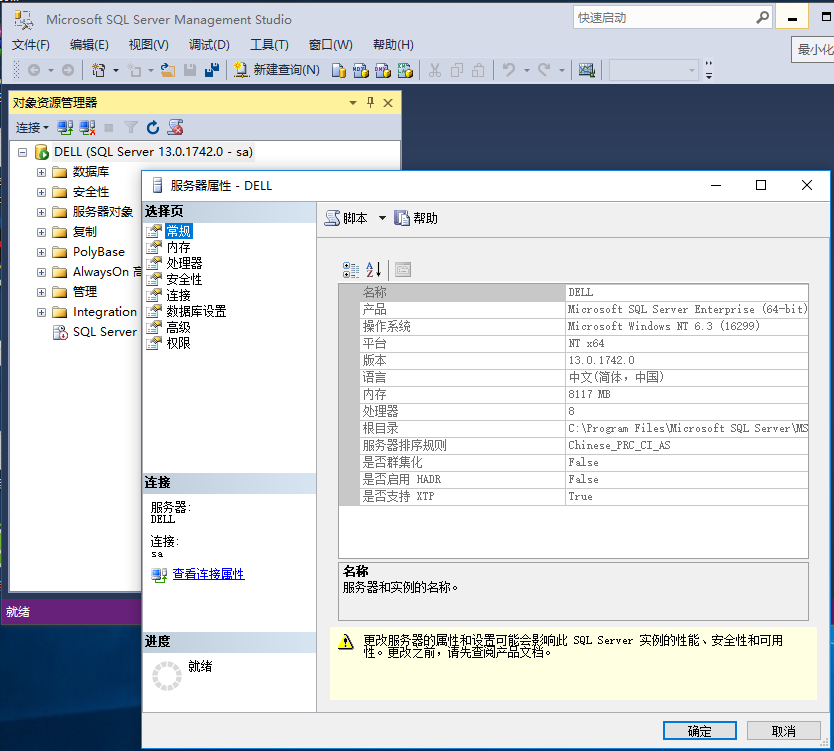 Microsoft SQL Server Management Studio
快速启动
文件(F) 编辑(E) 视图(V) 调试(D) 工具(T) 窗口(W) 帮助(H)
最小化
新建查询(N)
对象资源管理器
连接
DELL (SQL Server 13.0.1742.0 - sa)
数据库
安全性
服务器对象
复制
PolyBase
AlwaysOn 高
管理
Integration
SQL Server
就绪
服务器属性 - DELL
选择页
常规
内存
处理器
安全性
连接
数据库设置
高级
权限
连接
服务器:
DELL
连接:
sa
查看连接属性
进度
就绪
脚本 帮助
名称 DELL
产品 Microsoft SQL Server Enterprise (64-bit)
操作系统 Microsoft Windows NT 6.3 (16299)
平台 NT x64
版本 13.0.1742.0
语言 中文(简体，中国)
内存 8117 MB
处理器 8
根目录 C:\Program Files\Microsoft SQL Server\MS
服务器排序规则 Chinese_PRC_CI_AS
是否群集化 False
是否启用 HADR False
是否支持 XTP True
名称
服务器和实例的名称。
更改服务器的属性和设置可能会影响此 SQL Server 实例的性能、安全性和可用
性。更改之前，请先查阅产品文档。
确定 取消